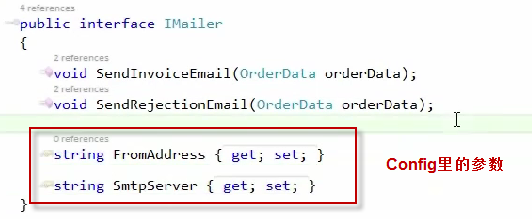 4 references
public interface IMailer
{
2 references
void SendInvoiceEmail(OrderData orderData);
2 references
void SendRejectionEmail(OrderData orderData);
0 references
string FromAddress { get; set; }
string SmtpServer { get; set; }
Config里的参数
}